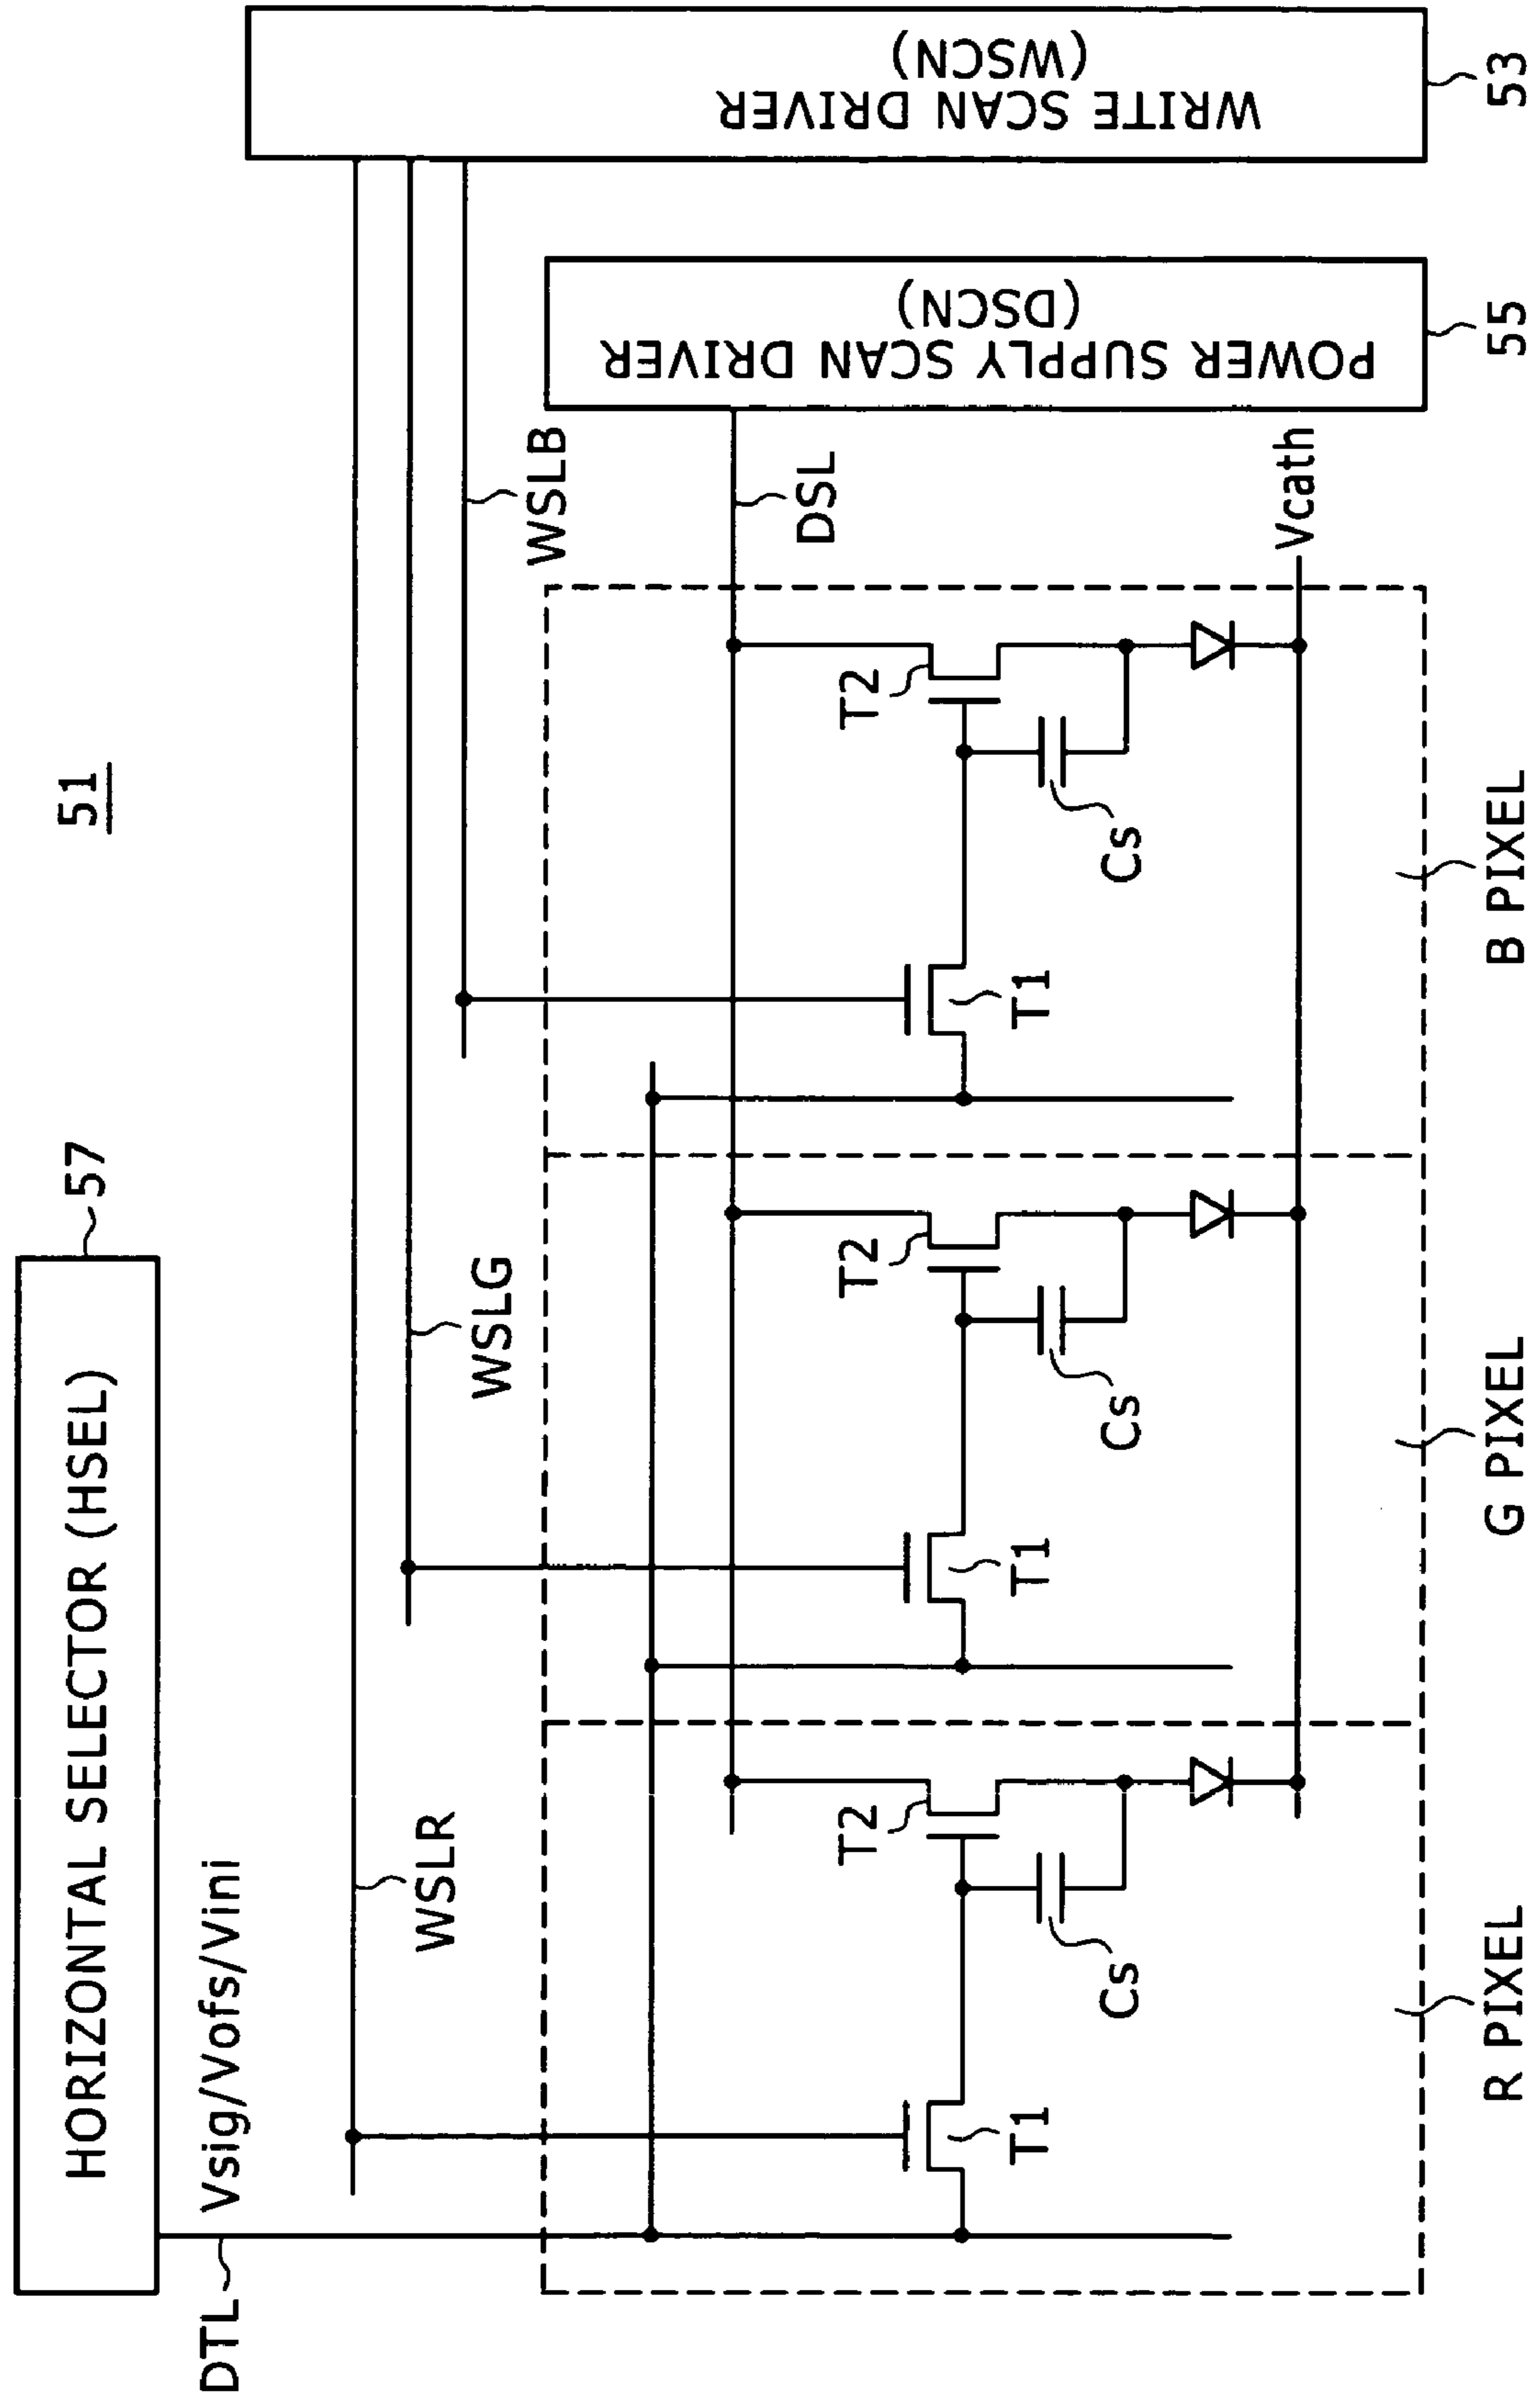 51
HORIZONTAL SELECTOR (HSEL)
57
DTL
Vsig/Vofs/Vini
WSLR
WSLG
WSLB
WRITE SCAN DRIVER
(WSCN)
53
POWER SUPPLY SCAN DRIVER
(DSCN)
55
DSL
Vcath
T1
T2
Cs
T1
T2
Cs
T1
T2
Cs
R PIXEL
G PIXEL
B PIXEL